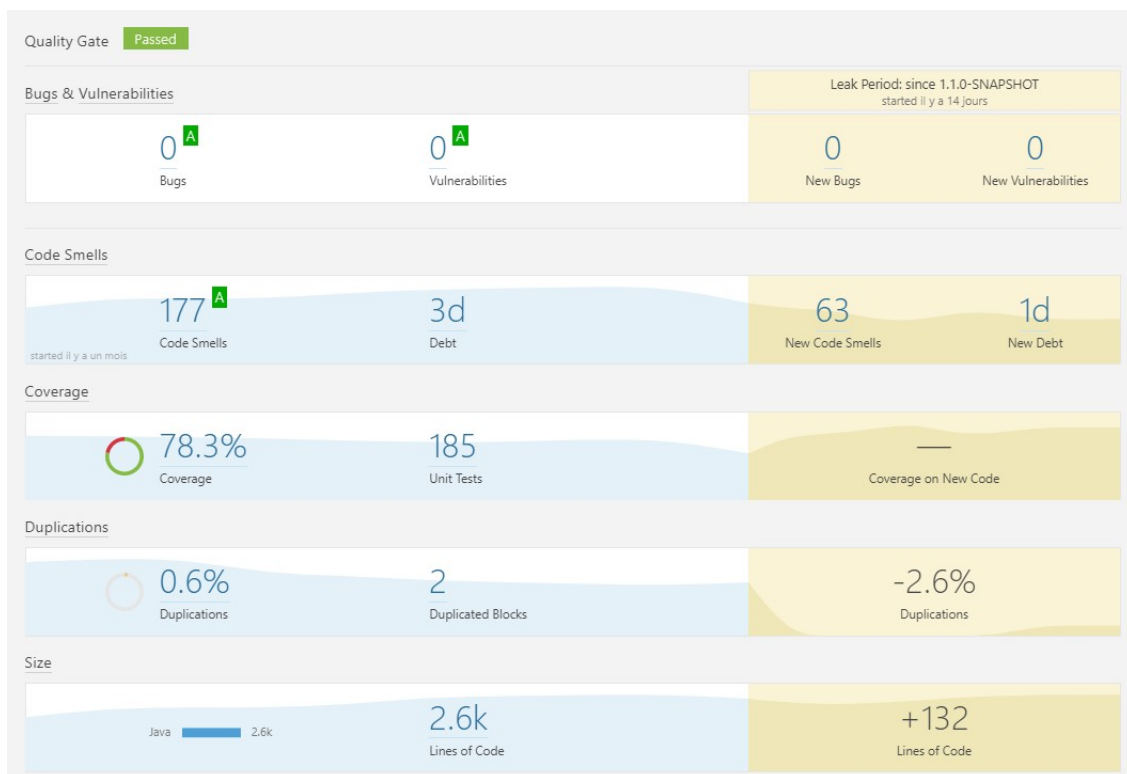 Quality Gate Passed
Bugs & Vulnerabilities
Leak Period: since 1.1.0-SNAPSHOT
started il y a 14 jours
0 A
Bugs
0 A
Vulnerabilities
0
New Bugs
0
New Vulnerabilities
Code Smells
177 A
Code Smells
started il y a un mois
3d
Debt
63
New Code Smells
1d
New Debt
Coverage
78.3%
Coverage
185
Unit Tests
—
Coverage on New Code
Duplications
0.6%
Duplications
2
Duplicated Blocks
-2.6%
Duplications
Size
Java 2.6k
2.6k
Lines of Code
+132
Lines of Code